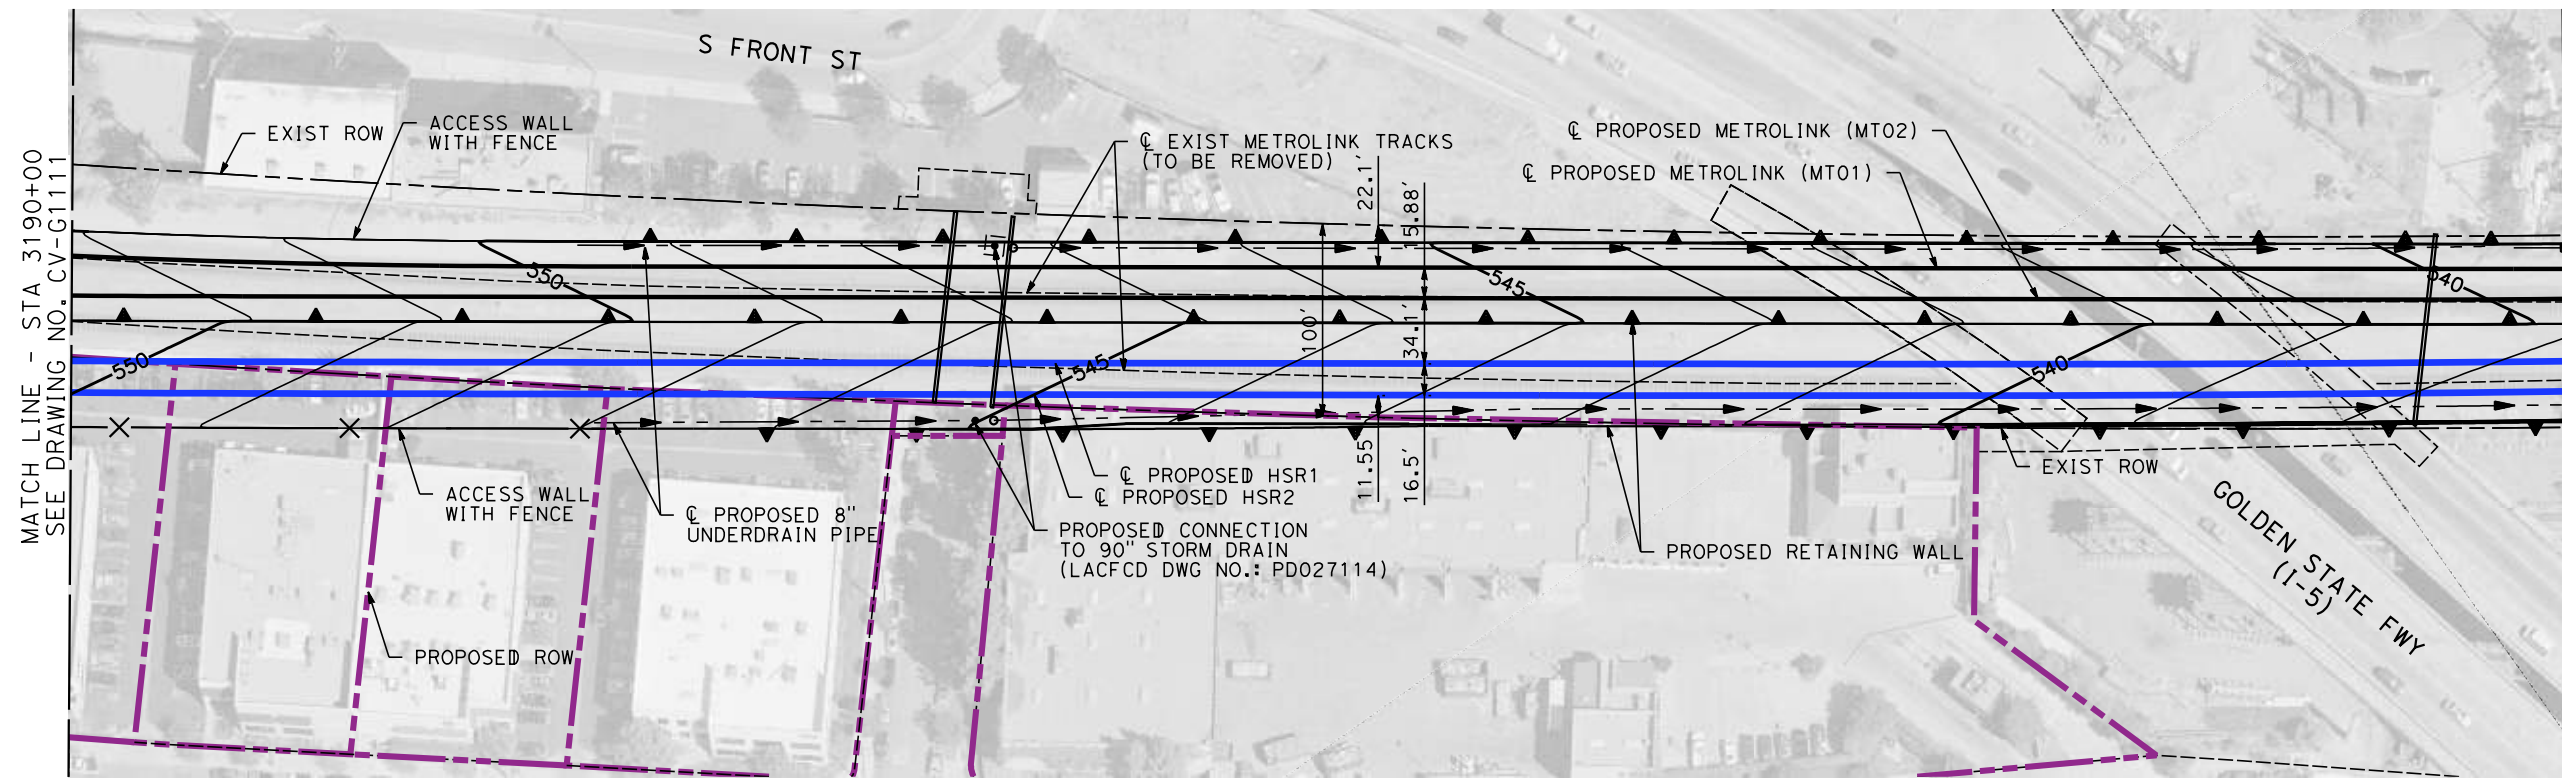 S FRONT ST
EXIST ROW
ACCESS WALL
WITH FENCE
℄ EXIST METROLINK TRACKS
(TO BE REMOVED)
22.1'
15.88'
℄ PROPOSED METROLINK (MT02)
℄ PROPOSED METROLINK (MT01)
MATCH LINE - STA 3190+00
SEE DRAWING NO. CV-G1111
550
545
540
100'
34.1'
550
545
540
11.55'
16.5'
℄ PROPOSED HSR1
℄ PROPOSED HSR2
EXIST ROW
ACCESS WALL
WITH FENCE
℄ PROPOSED 8"
UNDERDRAIN PIPE
PROPOSED CONNECTION
TO 90" STORM DRAIN
(LACFCD DWG NO.: PD027114)
PROPOSED RETAINING WALL
GOLDEN STATE FWY
(I-5)
PROPOSED ROW